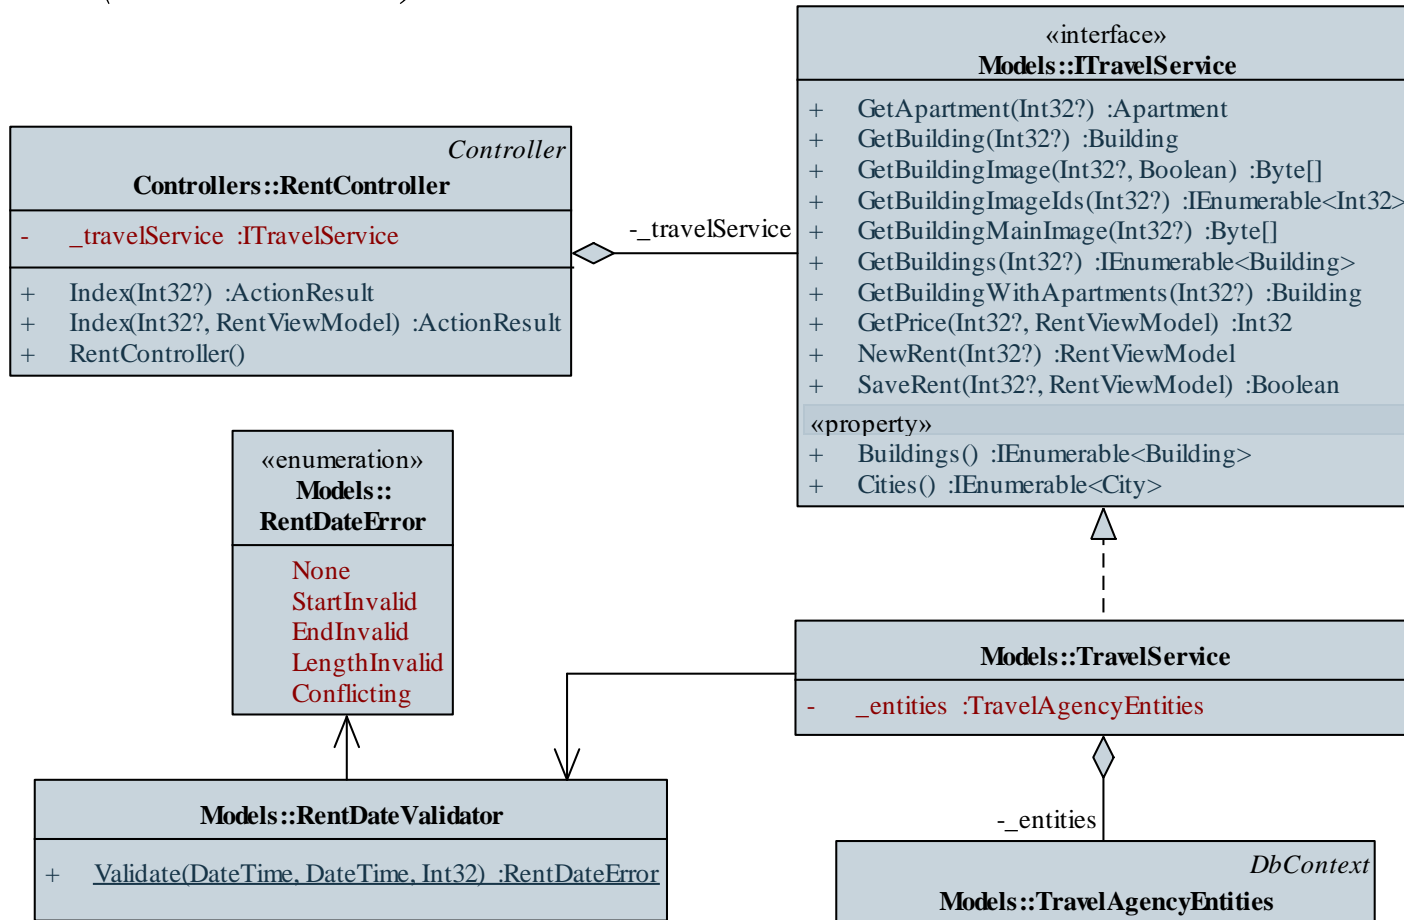 Controller
Controllers::RentController
- _travelService :ITravelService
+ Index(Int32?) :ActionResult
+ Index(Int32?, RentViewModel) :ActionResult
+ RentController()
-_travelService
«interface»
Models::ITravelService
+ GetApartment(Int32?) :Apartment
+ GetBuilding(Int32?) :Building
+ GetBuildingImage(Int32?, Boolean) :Byte[]
+ GetBuildingImageIds(Int32?) :IEnumerable<Int32>
+ GetBuildingMainImage(Int32?) :Byte[]
+ GetBuildings(Int32?) :IEnumerable<Building>
+ GetBuildingWithApartments(Int32?) :Building
+ GetPrice(Int32?, RentViewModel) :Int32
+ NewRent(Int32?) :RentViewModel
+ SaveRent(Int32?, RentViewModel) :Boolean
«property»
+ Buildings() :IEnumerable<Building>
+ Cities() :IEnumerable<City>
«enumeration»
Models::
RentDateError
None
StartInvalid
EndInvalid
LengthInvalid
Conflicting
Models::TravelService
- _entities :TravelAgencyEntities
Models::RentDateValidator
+ Validate(DateTime, DateTime, Int32) :RentDateError
-_entities
DbContext
Models::TravelAgencyEntities